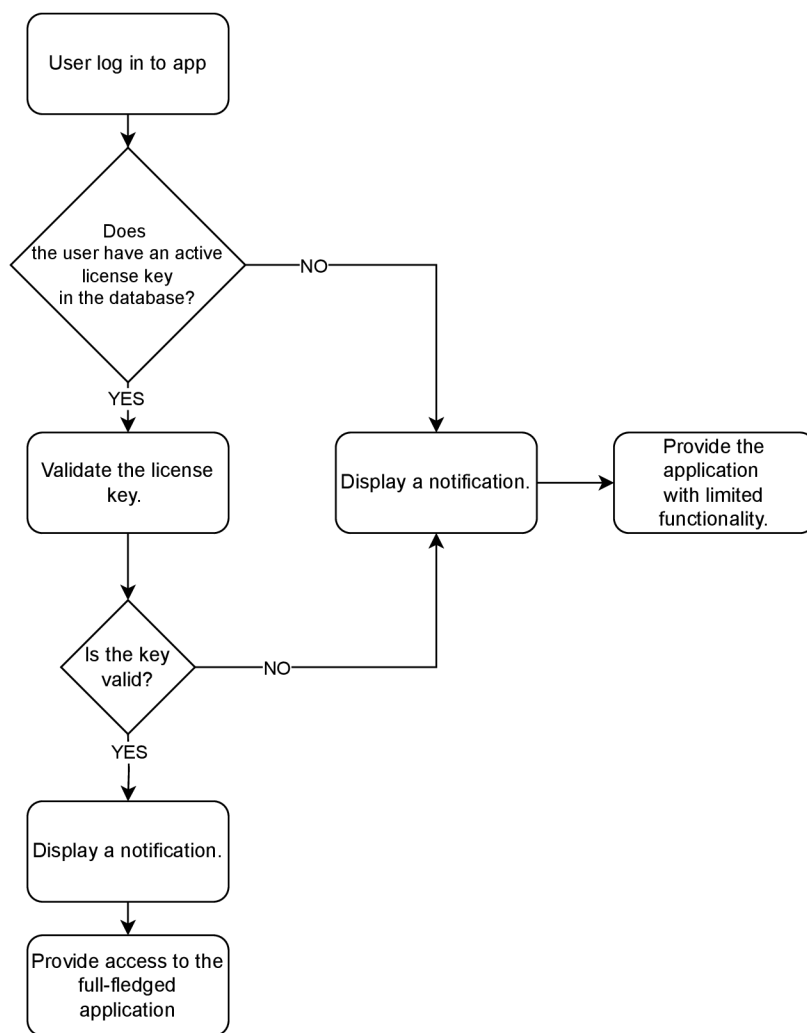 User log in to app
Does
the user have an active
license key
in the database?
NO
YES
Validate the license
key.
Display a notification.
Provide the
application
with limited
functionality.
Is the key
valid?
NO
YES
Display a notification.
Provide access to the
full-fledged
application